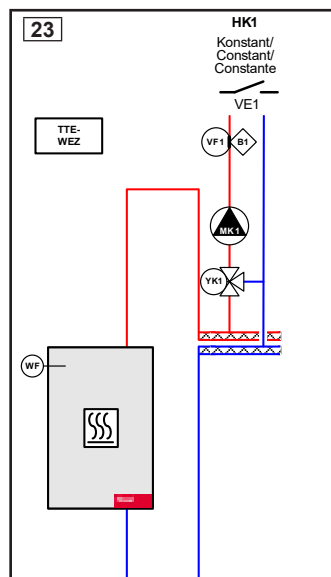 23
HK1
Konstant/
Constant/
Constante
VE1
TTE-
WEZ
VF1
B1
MK1
YK1
WF